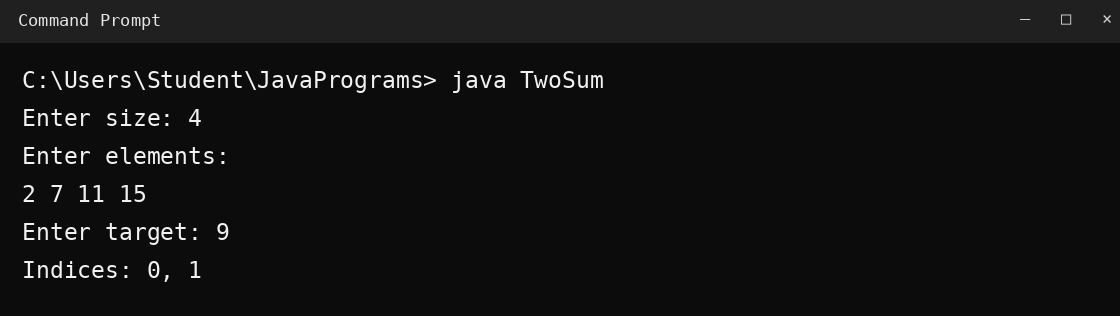 Command Prompt
C:\Users\Student\JavaPrograms> java TwoSum
Enter size: 4
Enter elements:
2 7 11 15
Enter target: 9
Indices: 0, 1